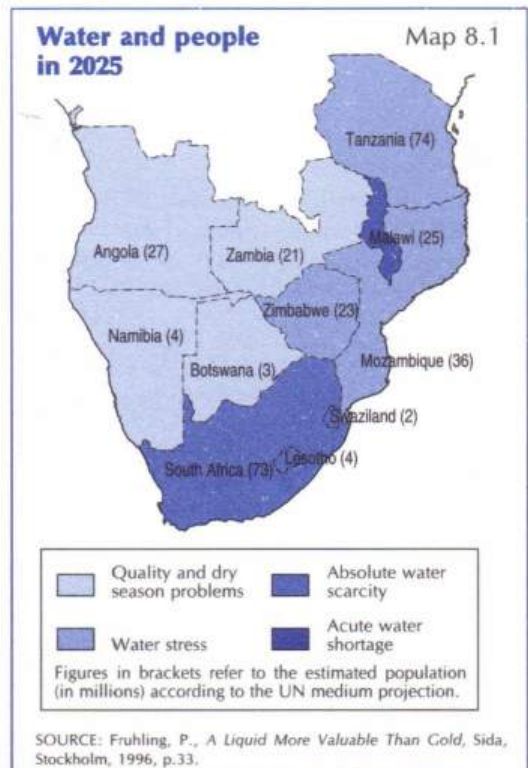 Water and people
in 2025
Map 8.1
Tanzania (74)
Malawi (25)
Angola (27)
Zambia (21)
Zimbabwe (23)
Namibia (4)
Mozambique (36)
Botswana (3)
Swaziland (2)
Lesotho (4)
South Africa (73)
Quality and dry
season problems
Absolute water
scarcity
Water stress
Acute water
shortage
Figures in brackets refer to the estimated population
(in millions) according to the UN medium projection.
SOURCE: Fruhling, P., A Liquid More Valuable Than Gold, Sida,
Stockholm, 1996, p.33.